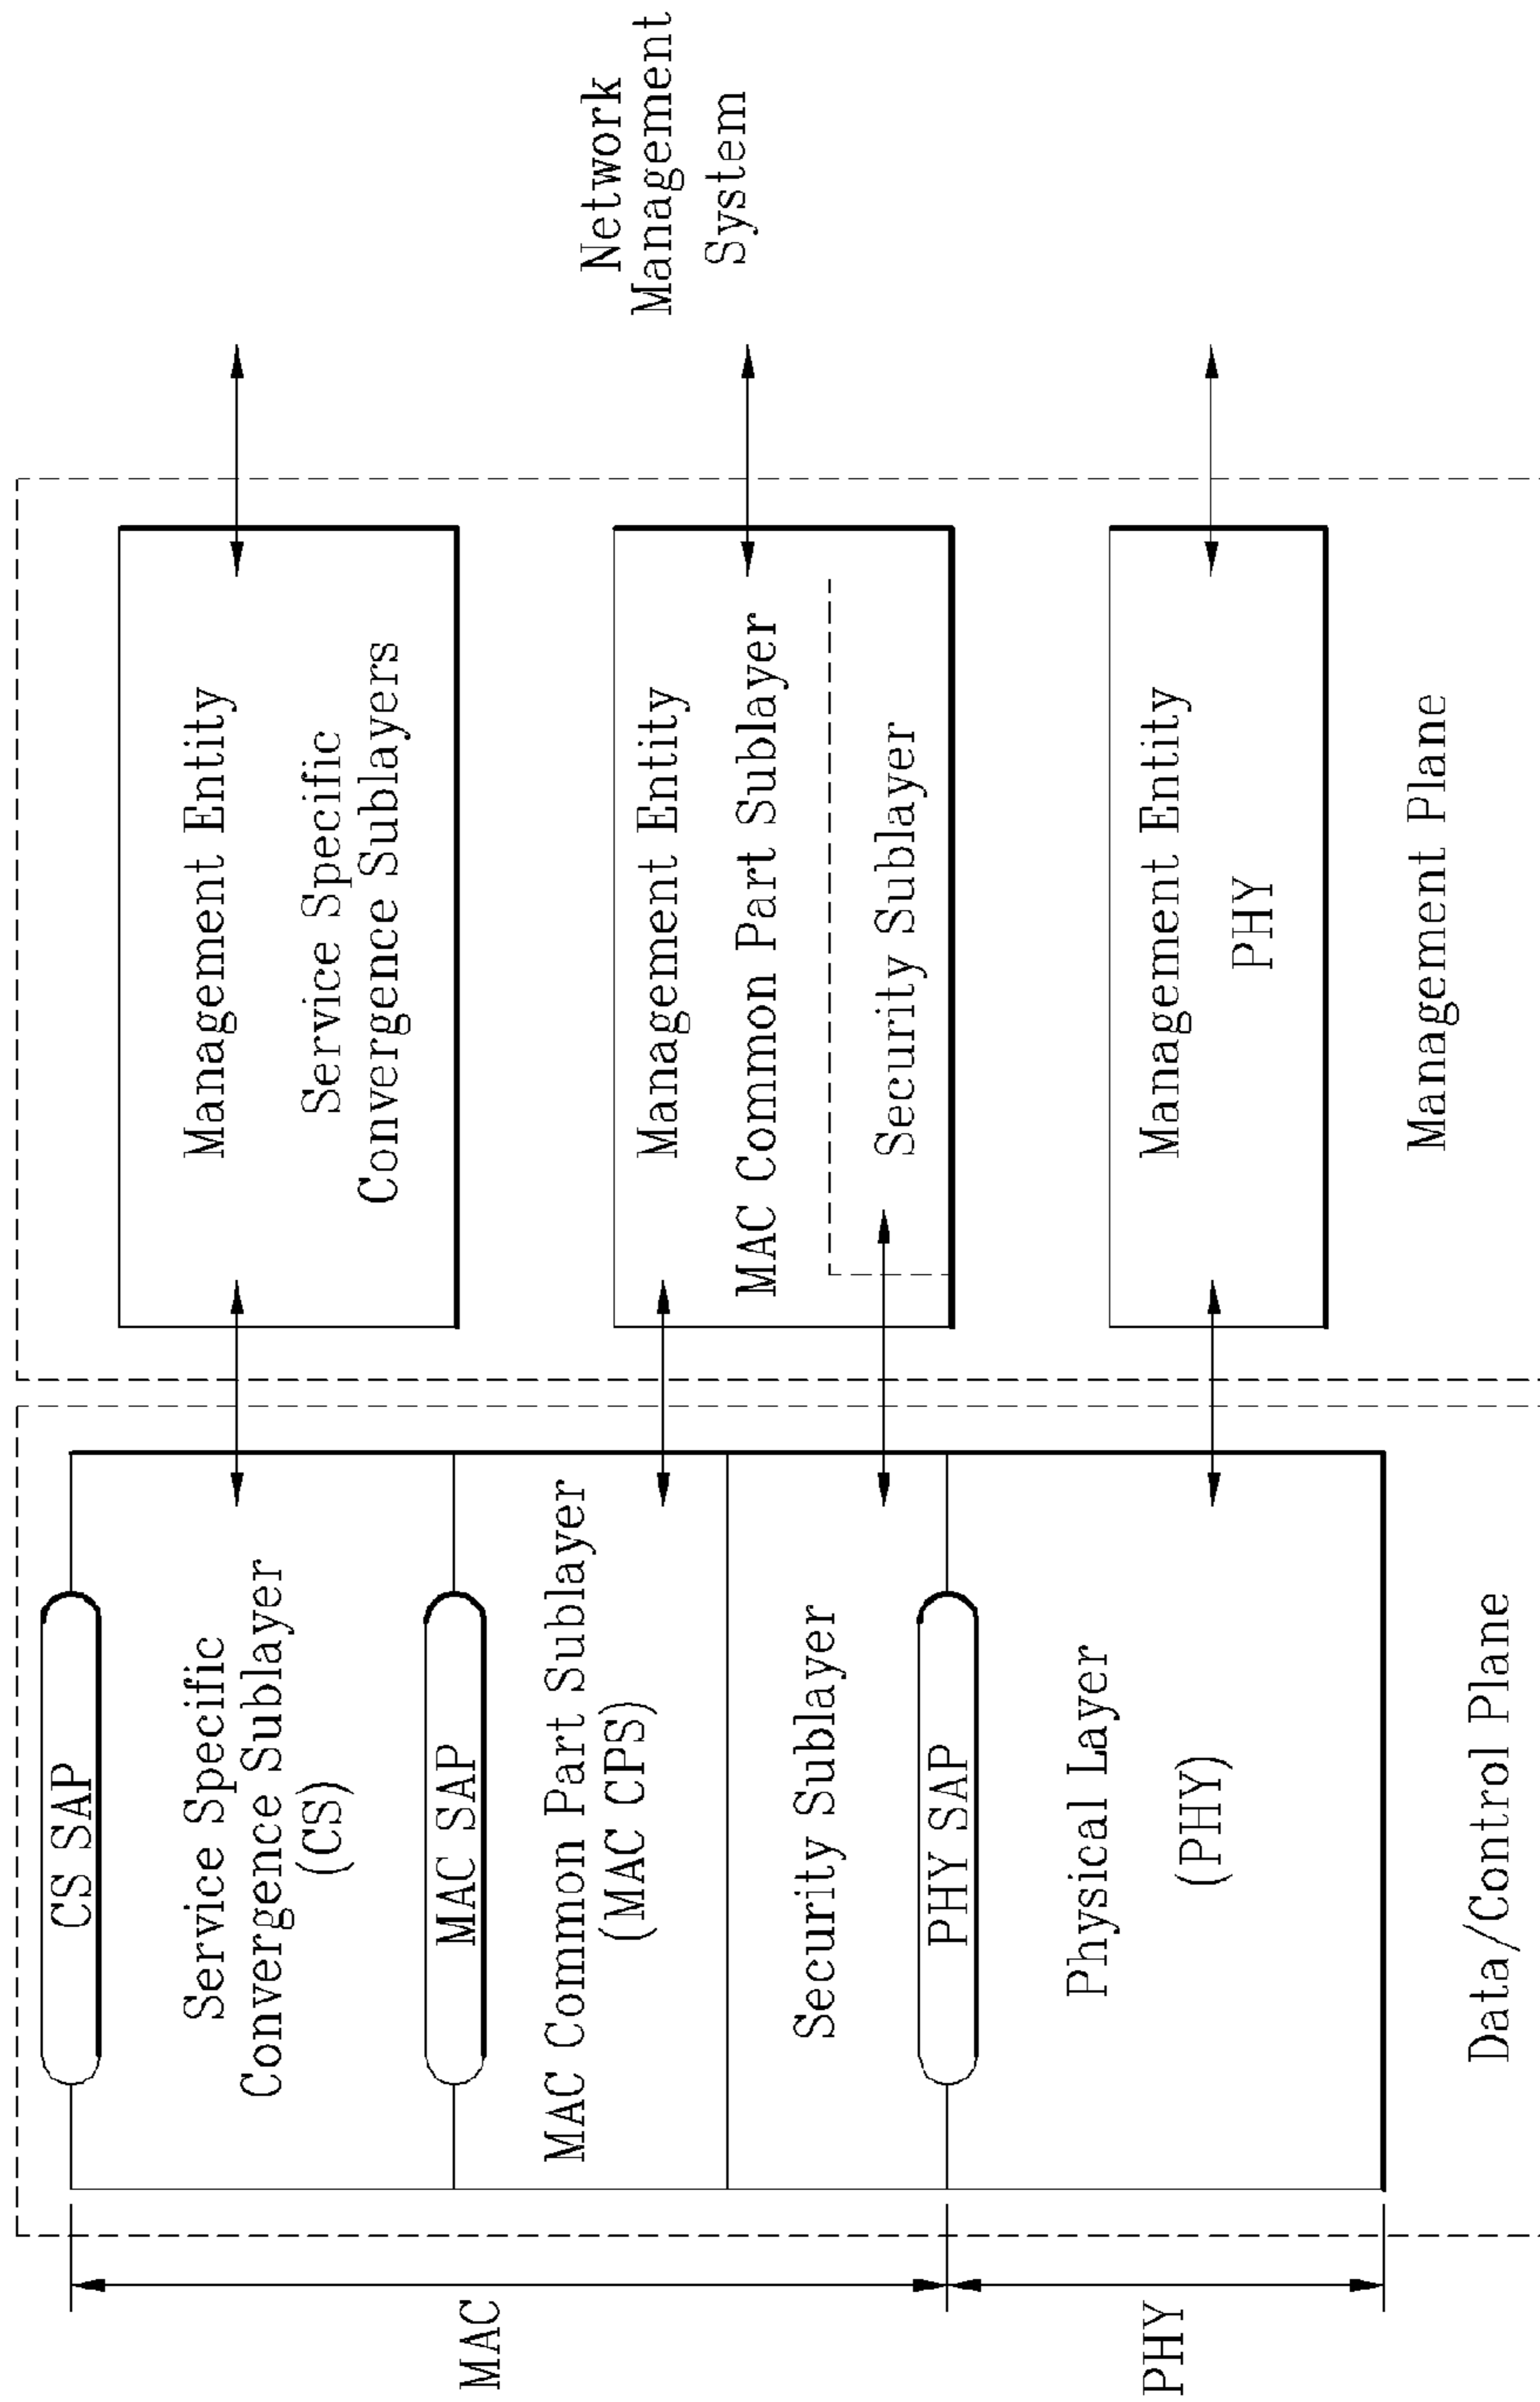 MAC
PHY
CS SAP
Service Specific
Convergence Sublayer
(CS)
MAC SAP
MAC Common Part Sublayer
(MAC CPS)
Security Sublayer
PHY SAP
Physical Layer
(PHY)
Data/Control Plane
Management Entity
Service Specific
Convergence Sublayers
Management Entity
MAC Common Part Sublayer
Security Sublayer
Management Entity
PHY
Management Plane
Network
Management
System